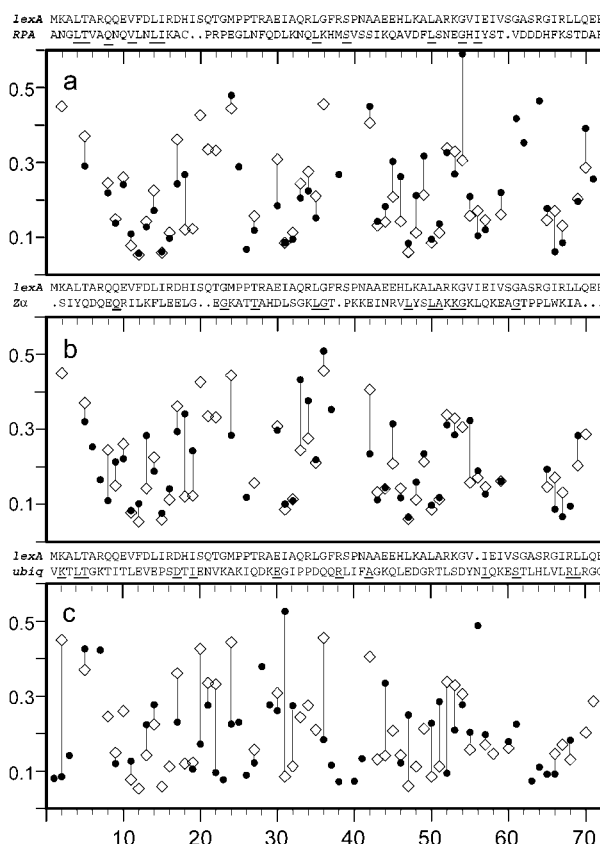 lexA MKALTARQQEVFDLIRDHISQTGMPPTRAEIAQRLGFRSPNAAEEHLKALARKGVIEIVSGASRGIRLLQEE
RPA ANGLTVAQNQVLNLIKAC..PRPEGLNFQDLKNQLKHMSVSSIKQAVDFLSNEGHIYST.VDDDHFKSTDAE
a
0.5
0.3
0.1
lexA MKALTARQQEVFDLIRDHISQTGMPPTRAEIAQRLGFRSPNAAEEHLKALARKGVIEIVSGASRGIRLLQEE
Zα .SIYQDQEQRILKFLEELG..EGKATTAHDLSGKLGT.PKKEINRVLYSLAKKGKLQKEAGTPPLWKIA...
b
0.5
0.3
0.1
lexA MKALTARQQEVFDLIRDHISQTGMPPTRAEIAQRLGFRSPNAAEEHLKALARKGV.IEIVSGASRGIRLLQE
ubiq VKTLTGKTITLEVEPSDTIENVKAKIQDKEGIPPDQQRLIFAGKQLEDGRTLSDYNIQKESTLHLVLRLRGG
c
0.5
0.3
0.1
10 20 30 40 50 60 70